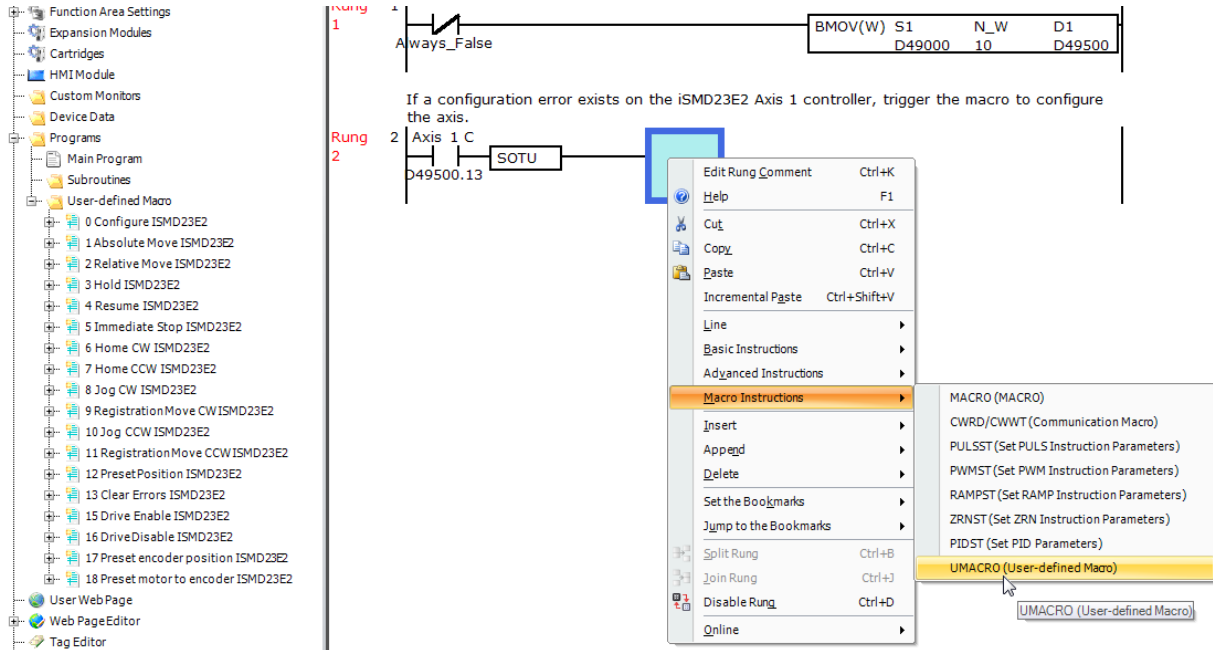 Function Area Settings
Expansion Modules
Cartridges
HMI Module
Custom Monitors
Device Data
Programs
Main Program
Subroutines
User-defined Macro
0 Configure ISMD23E2
1 Absolute Move ISMD23E2
2 Relative Move ISMD23E2
3 Hold ISMD23E2
4 Resume ISMD23E2
5 Immediate Stop ISMD23E2
6 Home CW ISMD23E2
7 Home CCW ISMD23E2
8 Jog CW ISMD23E2
9 Registration Move CW ISMD23E2
10 Jog CCW ISMD23E2
11 Registration Move CCW ISMD23E2
12 Preset Position ISMD23E2
13 Clear Errors ISMD23E2
15 Drive Enable ISMD23E2
16 Drive Disable ISMD23E2
17 Preset encoder position ISMD23E2
18 Preset motor to encoder ISMD23E2
User Web Page
Web Page Editor
Tag Editor
Rung 1
1
Always_False
BMOV(W) S1 N_W D1
D49000 10 D49500
If a configuration error exists on the iSMD23E2 Axis 1 controller, trigger the macro to configure
the axis.
Rung 2 Axis 1 C
2
SOTU
D49500.13
Edit Rung Comment Ctrl+K
Help F1
Cut Ctrl+X
Copy Ctrl+C
Paste Ctrl+V
Incremental Paste Ctrl+Shift+V
Line
Basic Instructions
Advanced Instructions
Macro Instructions
Insert
Append
Delete
Set the Bookmarks
Jump to the Bookmarks
Split Rung Ctrl+B
Join Rung Ctrl+J
Disable Rung Ctrl+D
Online
MACRO (MACRO)
CWRD/CWWT (Communication Macro)
PULSST (Set PULS Instruction Parameters)
PWMST (Set PWM Instruction Parameters)
RAMPST (Set RAMP Instruction Parameters)
ZRNST (Set ZRN Instruction Parameters)
PIDST (Set PID Parameters)
UMACRO (User-defined Macro)
UMACRO (User-defined Macro)